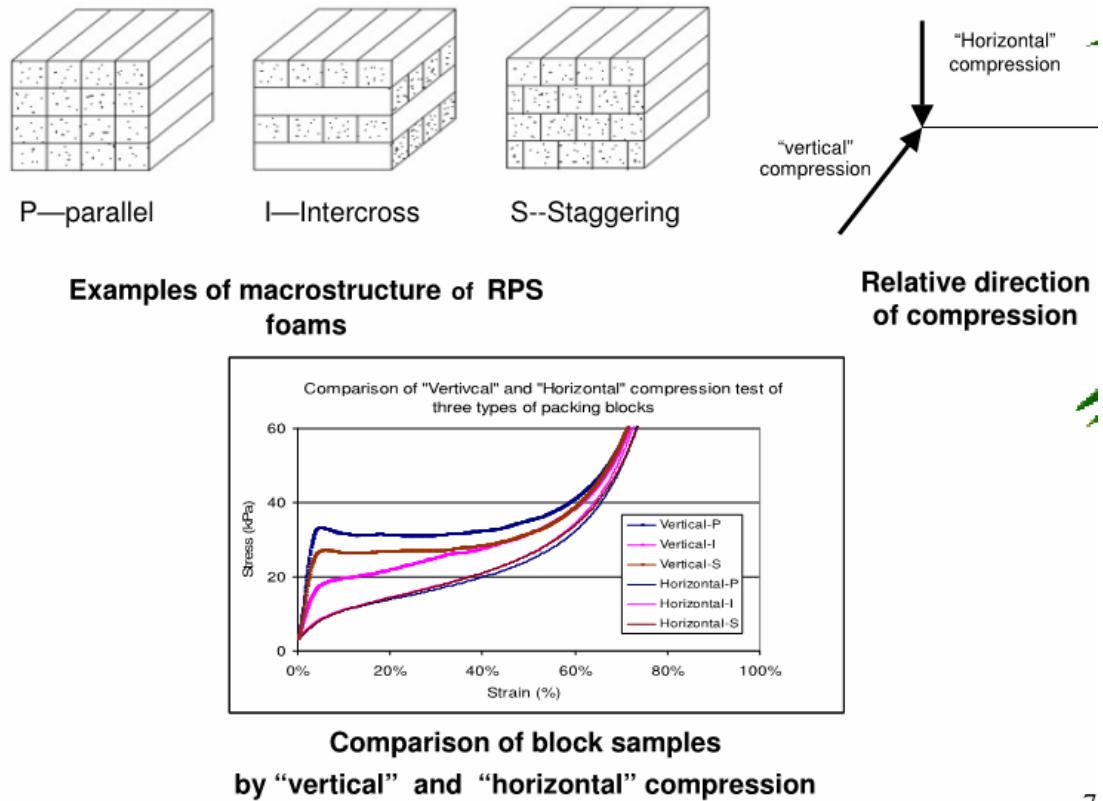 "Horizontal"
compression
"vertical"
compression
P—parallel
I—Intercross
S--Staggering
Examples of macrostructure of RPS
foams
Relative direction
of compression
Comparison of "Vertivcal" and "Horizontal" compression test of
three types of packing blocks
60
40
20
0
Stress (kPa)
0% 20% 40% 60% 80% 100%
Strain (%)
Vertical-P
Vertical-I
Vertical-S
Horizontal-P
Horizontal-I
Horizontal-S
Comparison of block samples
by “vertical” and “horizontal” compression
7